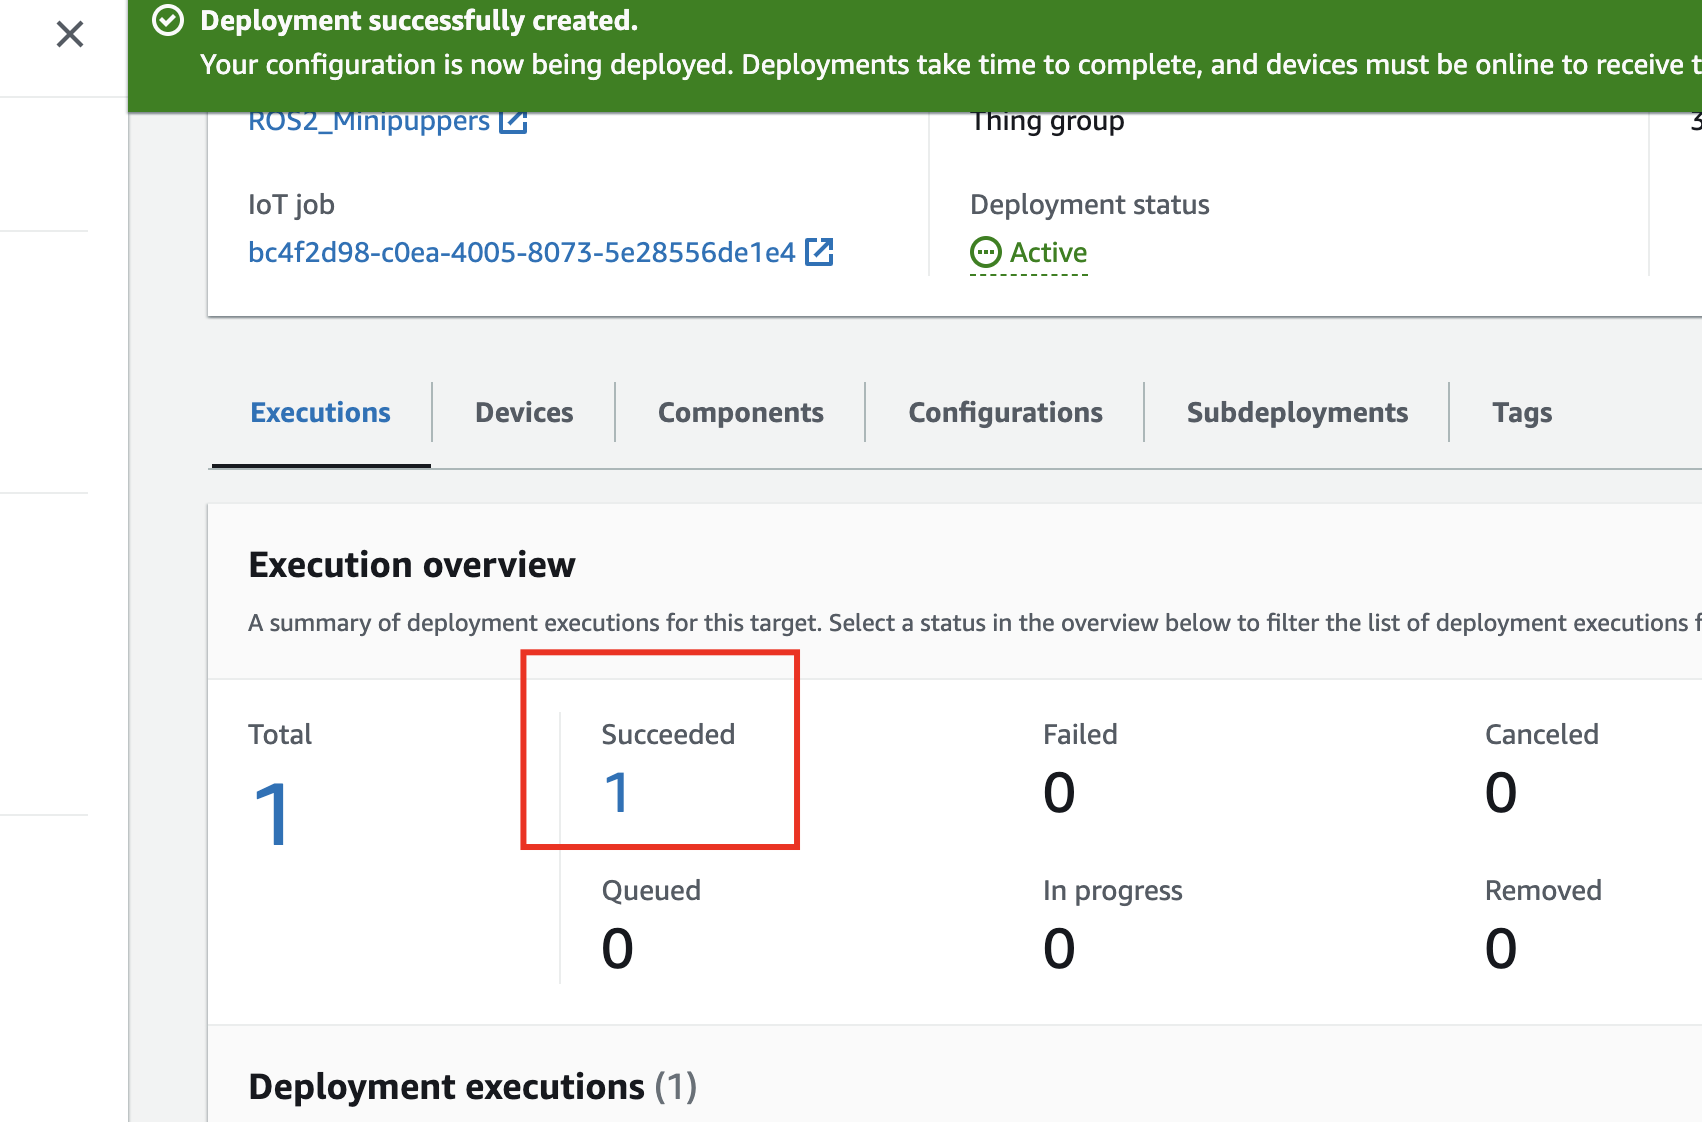 Deployment successfully created.
Your configuration is now being deployed. Deployments take time to complete, and devices must be online to receive
ROS2_Minipuppers
Thing group
3
IoT job
Deployment status
bc4f2d98-c0ea-4005-8073-5e28556de1e4
Active
Executions
Devices
Components
Configurations
Subdeployments
Tags
Execution overview
A summary of deployment executions for this target. Select a status in the overview below to filter the list of deployment executions
Total
Succeeded
Failed
Canceled
1
1
0
0
Queued
In progress
Removed
0
0
0
Deployment executions (1)